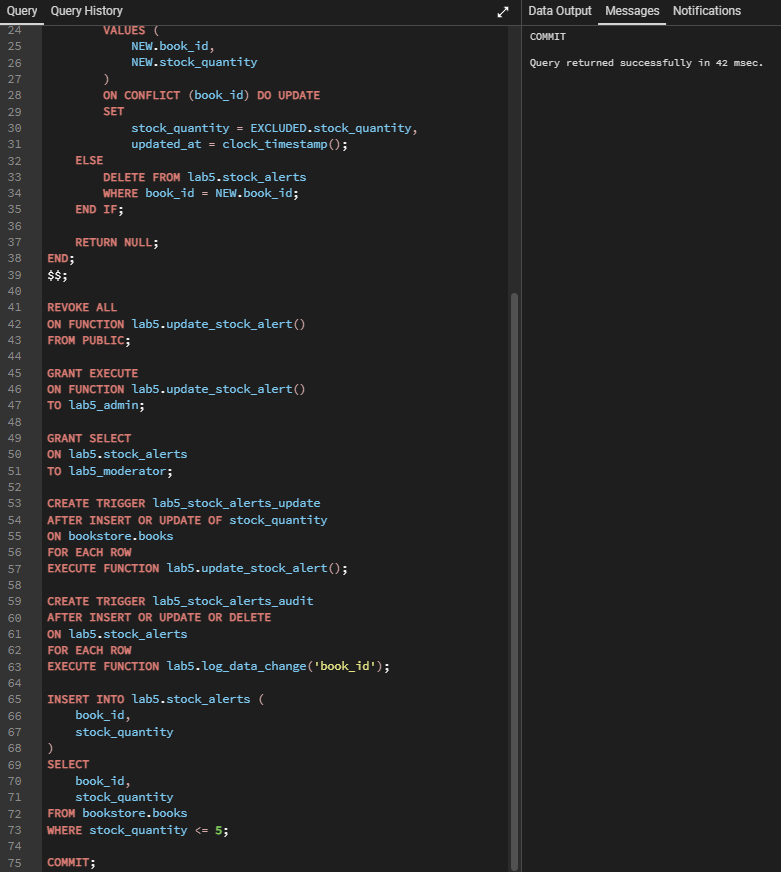 Query Query History
Data Output Messages Notifications
24 VALUES (
25 NEW.book_id,
26 NEW.stock_quantity
27 )
28 ON CONFLICT (book_id) DO UPDATE
29 SET
30 stock_quantity = EXCLUDED.stock_quantity,
31 updated_at = clock_timestamp();
32 ELSE
33 DELETE FROM lab5.stock_alerts
34 WHERE book_id = NEW.book_id;
35 END IF;
36
37 RETURN NULL;
38 END;
39 $$;
40
41 REVOKE ALL
42 ON FUNCTION lab5.update_stock_alert()
43 FROM PUBLIC;
44
45 GRANT EXECUTE
46 ON FUNCTION lab5.update_stock_alert()
47 TO lab5_admin;
48
49 GRANT SELECT
50 ON lab5.stock_alerts
51 TO lab5_moderator;
52
53 CREATE TRIGGER lab5_stock_alerts_update
54 AFTER INSERT OR UPDATE OF stock_quantity
55 ON bookstore.books
56 FOR EACH ROW
57 EXECUTE FUNCTION lab5.update_stock_alert();
58
59 CREATE TRIGGER lab5_stock_alerts_audit
60 AFTER INSERT OR UPDATE OR DELETE
61 ON lab5.stock_alerts
62 FOR EACH ROW
63 EXECUTE FUNCTION lab5.log_data_change('book_id');
64
65 INSERT INTO lab5.stock_alerts (
66 book_id,
67 stock_quantity
68 )
69 SELECT
70 book_id,
71 stock_quantity
72 FROM bookstore.books
73 WHERE stock_quantity <= 5;
74
75 COMMIT;
COMMIT
Query returned successfully in 42 msec.